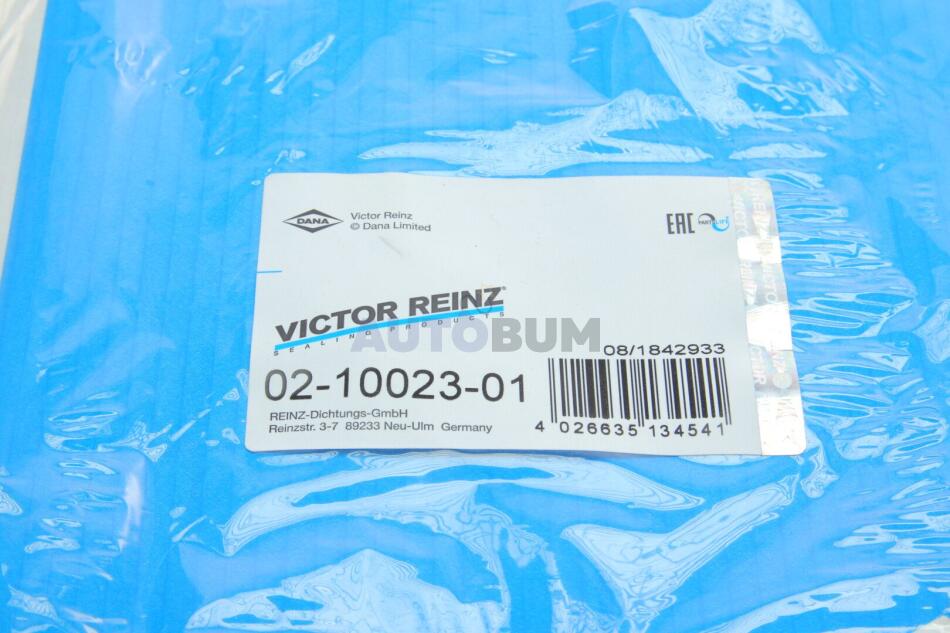 DANA
Victor Reinz
© Dana Limited
EAC
PARTSLIFE
VICTOR REINZ®
SEALING PRODUCTS
AUTOBUM
08/1842933
02-10023-01
REINZ-Dichtungs-GmbH
Reinzstr. 3-7 89233 Neu-Ulm Germany
4 026635 134541